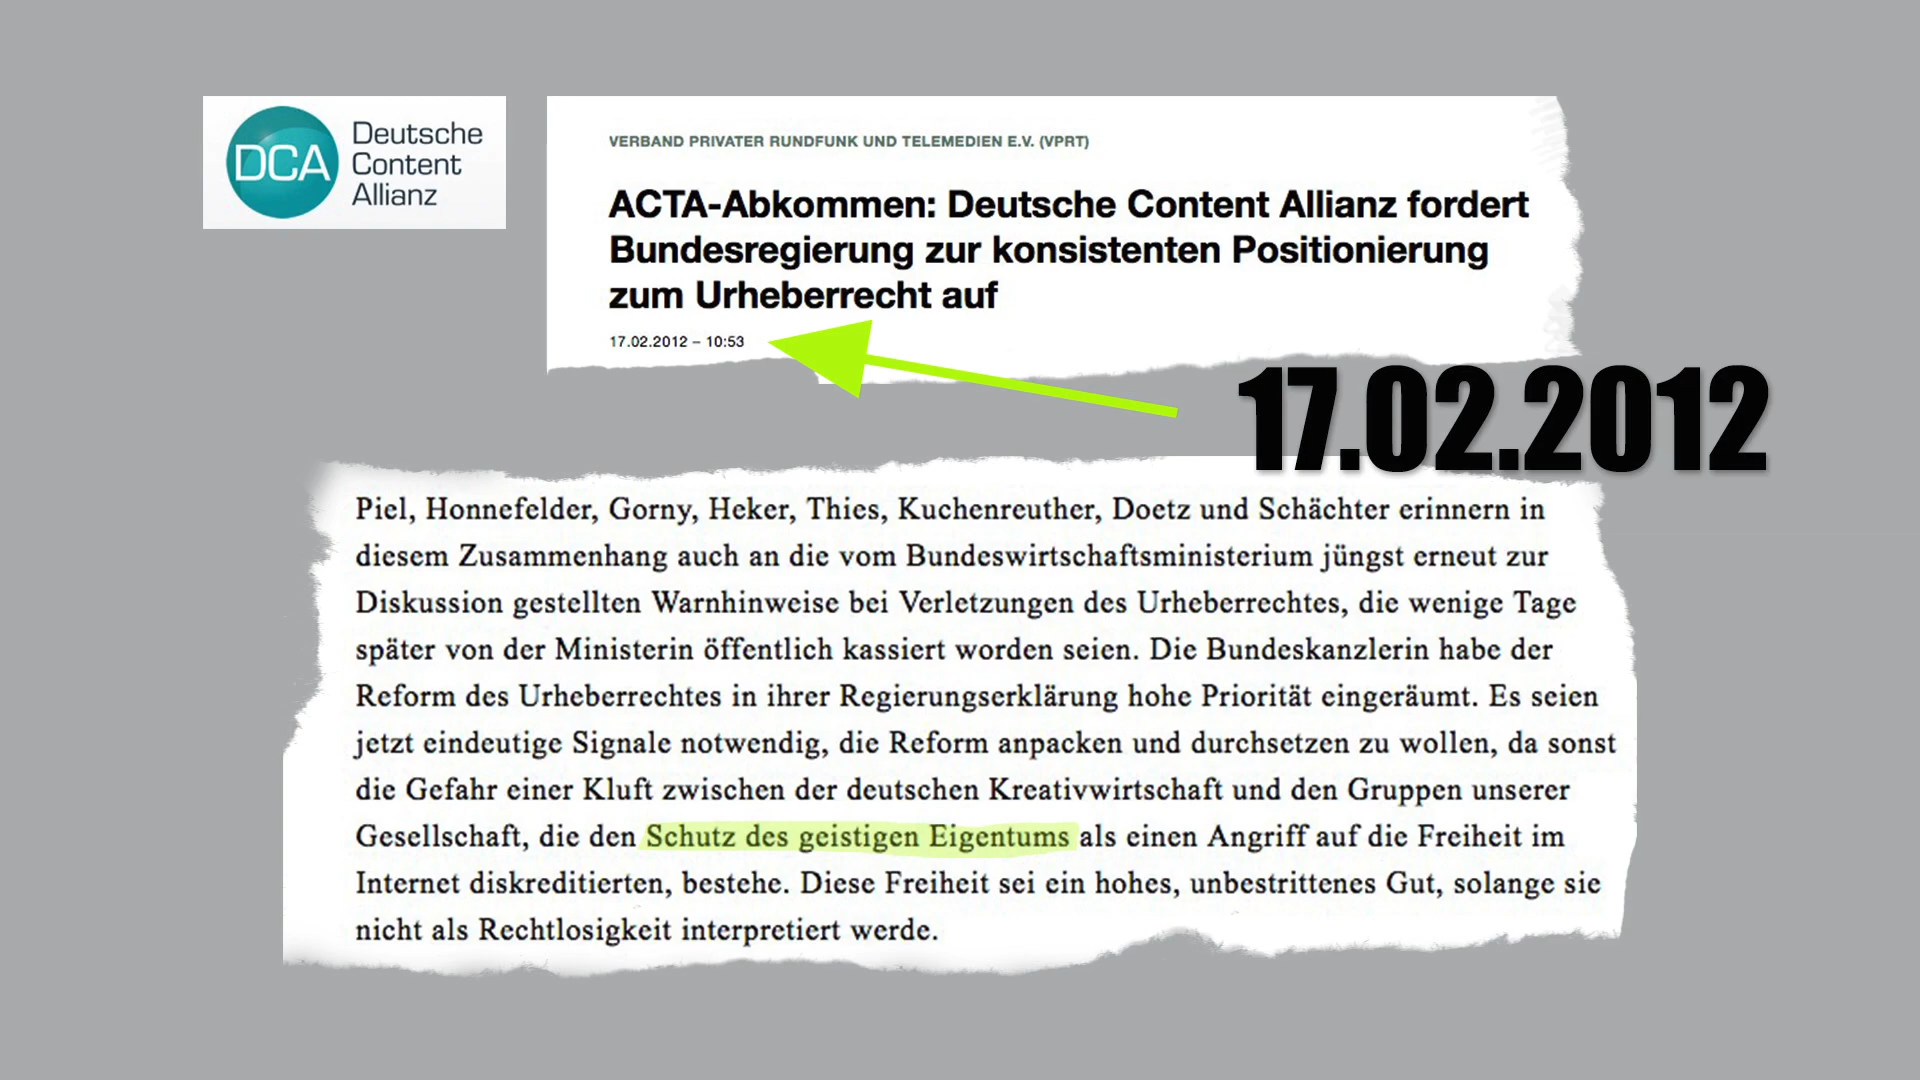 DCA
Deutsche
Content
Allianz
VERBAND PRIVATER RUNDFUNK UND TELEMEDIEN E.V. (VPRT)
ACTA-Abkommen: Deutsche Content Allianz fordert
Bundesregierung zur konsistenten Positionierung
zum Urheberrecht auf
17.02.2012 – 10:53
17.02.2012
Piel, Honnefelder, Gorny, Heker, Thies, Kuchenreuther, Doetz und Schächter erinnern in
diesem Zusammenhang auch an die vom Bundeswirtschaftsministerium jüngst erneut zur
Diskussion gestellten Warnhinweise bei Verletzungen des Urheberrechtes, die wenige Tage
später von der Ministerin öffentlich kassiert worden seien. Die Bundeskanzlerin habe der
Reform des Urheberrechtes in ihrer Regierungserklärung hohe Priorität eingeräumt. Es seien
jetzt eindeutige Signale notwendig, die Reform anpacken und durchsetzen zu wollen, da sonst
die Gefahr einer Kluft zwischen der deutschen Kreativwirtschaft und den Gruppen unserer
Gesellschaft, die den Schutz des geistigen Eigentums als einen Angriff auf die Freiheit im
Internet diskreditierten, bestehe. Diese Freiheit sei ein hohes, unbestrittenes Gut, solange sie
nicht als Rechtlosigkeit interpretiert werde.